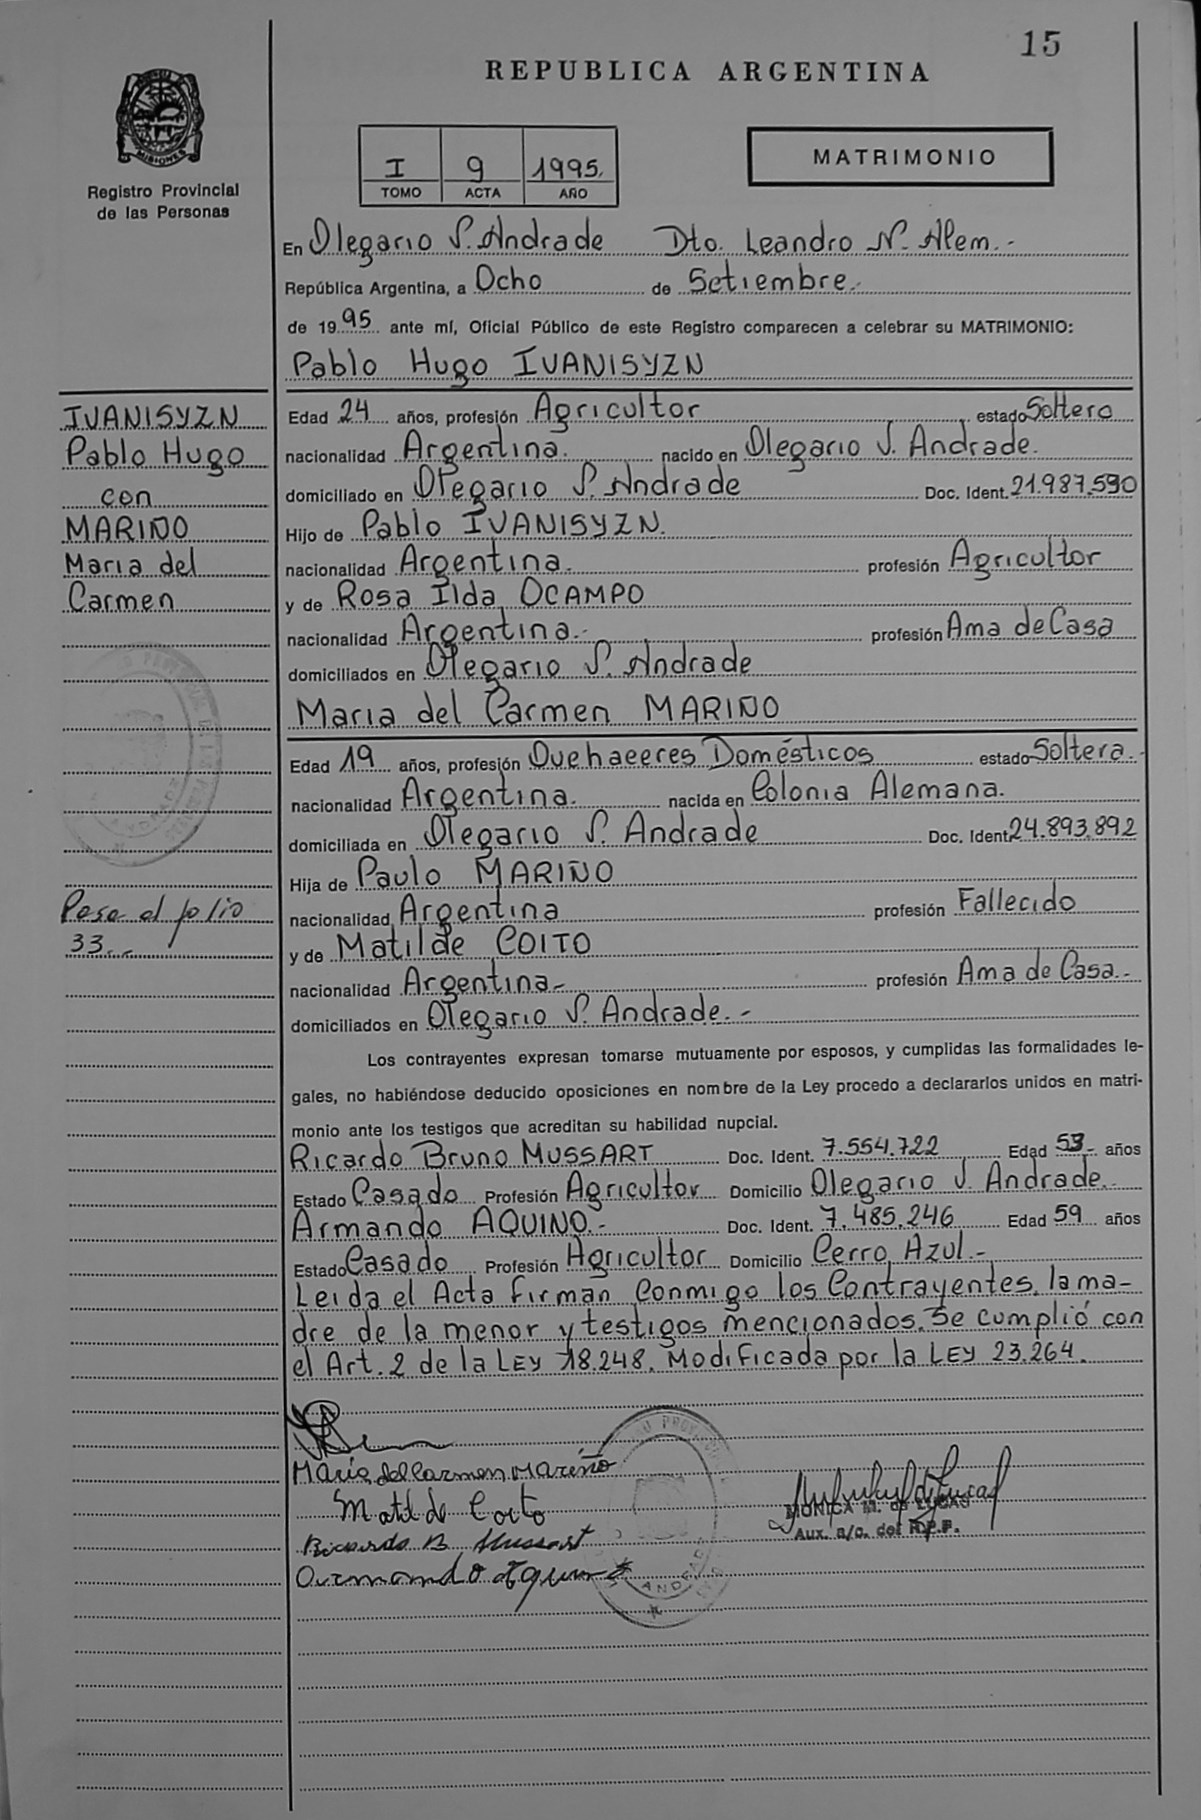 15
REPUBLICA ARGENTINA
MISIONES
Registro Provincial
de las Personas
I 9 1995.
TOMO ACTA AÑO
MATRIMONIO
En Olegario V. Andrade Dto. Leandro N. Alem.-
República Argentina, a Ocho de Setiembre.
de 1995 ante mí, Oficial Público de este Registro comparecen a celebrar su MATRIMONIO:
Pablo Hugo IVANISYZN
IVANISYZN
Pablo Hugo
con
MARIÑO
Maria del
Carmen
Edad 24 años, profesión Agricultor estado Soltero
nacionalidad Argentina. nacido en Olegario V. Andrade.
domiciliado en Olegario V. Andrade Doc. Ident. 21.987.590
Hijo de Pablo IVANISYZN.
nacionalidad Argentina. profesión Agricultor
y de Rosa Ilda OCAMPO
nacionalidad Argentina.- profesión Ama de Casa
domiciliados en Olegario V. Andrade
Maria del Carmen MARIÑO
Edad 19 años, profesión Quehaceres Domésticos estado Soltera.-
nacionalidad Argentina. nacida en Colonia Alemana.
domiciliada en Olegario V. Andrade Doc. Ident. 24.893.892
Hija de Paulo MARIÑO
nacionalidad Argentina profesión Fallecido
y de Matilde COITO
nacionalidad Argentina- profesión Ama de Casa.-
domiciliados en Olegario V. Andrade.-
Pasa al folio
33.-
Los contrayentes expresan tomarse mutuamente por esposos, y cumplidas las formalidades le-
gales, no habiéndose deducido oposiciones en nombre de la Ley procedo a declararlos unidos en matri-
monio ante los testigos que acreditan su habilidad nupcial.
Ricardo Bruno MUSSART Doc. Ident. 7.554.722 Edad 53 años
Estado Casado Profesión Agricultor Domicilio Olegario V. Andrade.-
Armando AQUINO.- Doc. Ident. 7.485.246 Edad 59 años
Estado Casado Profesión Agricultor Domicilio Cerro Azul.-
Leida el Acta firman conmigo los Contrayentes, la ma-
dre de la menor y testigos mencionados. Se cumplió con
el Art. 2 de la LEY 18.248. Modificada por la LEY 23.264.
María del Carmen Mariño
Matilde Coito
Ricardo B Mussart
Armando Aquino
MONICA M. de LUCAS
Aux. a/c. del R.P.P.
ANDRADE